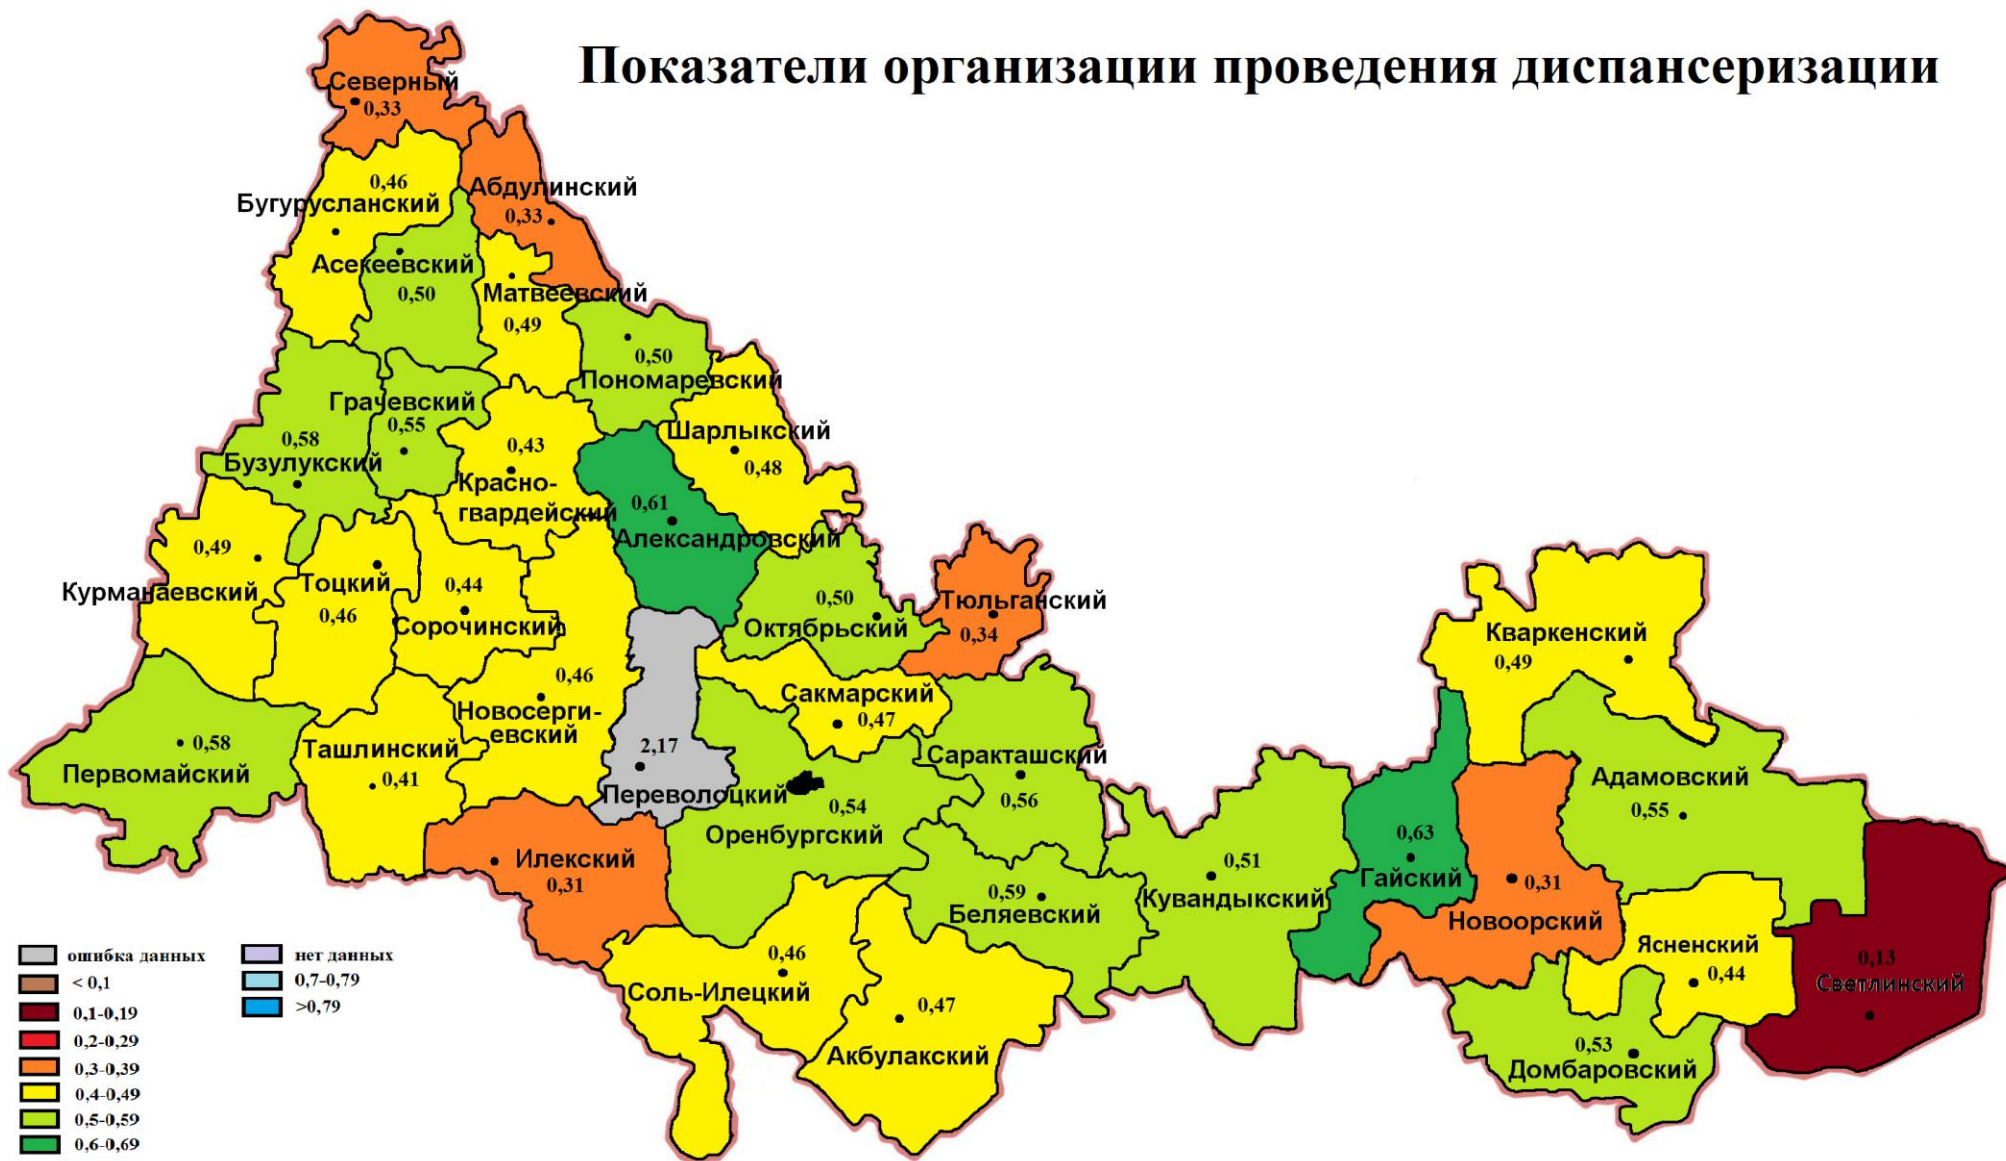 Показатели организации проведения диспансеризации
Северный
0,33
0,46
Бугурусланский
Абдулинский
0,33
Асекеевский
0,50
Матвеевский
0,49
0,50
Пономаревский
Грачевский
0,55
0,58
Бузулукский
0,43
Красно-
гвардейский
Шарлыкский
0,48
0,61
Александровский
0,49
Курманаевский
Тоцкий
0,46
0,44
Сорочинский
0,50
Октябрьский
Тюльганский
0,34
Кваркенский
0,49
0,46
Новосерги-
евский
Сакмарский
0,47
0,58
Первомайский
Ташлинский
0,41
2,17
Переволоцкий
0,54
Оренбургский
Саракташский
0,56
Адамовский
0,55
Илекский
0,31
0,59
Беляевский
0,51
Кувандыкский
0,63
Гайский
0,31
Новоорский
Ясненский
0,44
0,13
Светлинский
0,46
Соль-Илецкий
0,47
Акбулакский
0,53
Домбаровский
ошибка данных
< 0,1
0,1-0,19
0,2-0,29
0,3-0,39
0,4-0,49
0,5-0,59
0,6-0,69
нет данных
0,7-0,79
>0,79